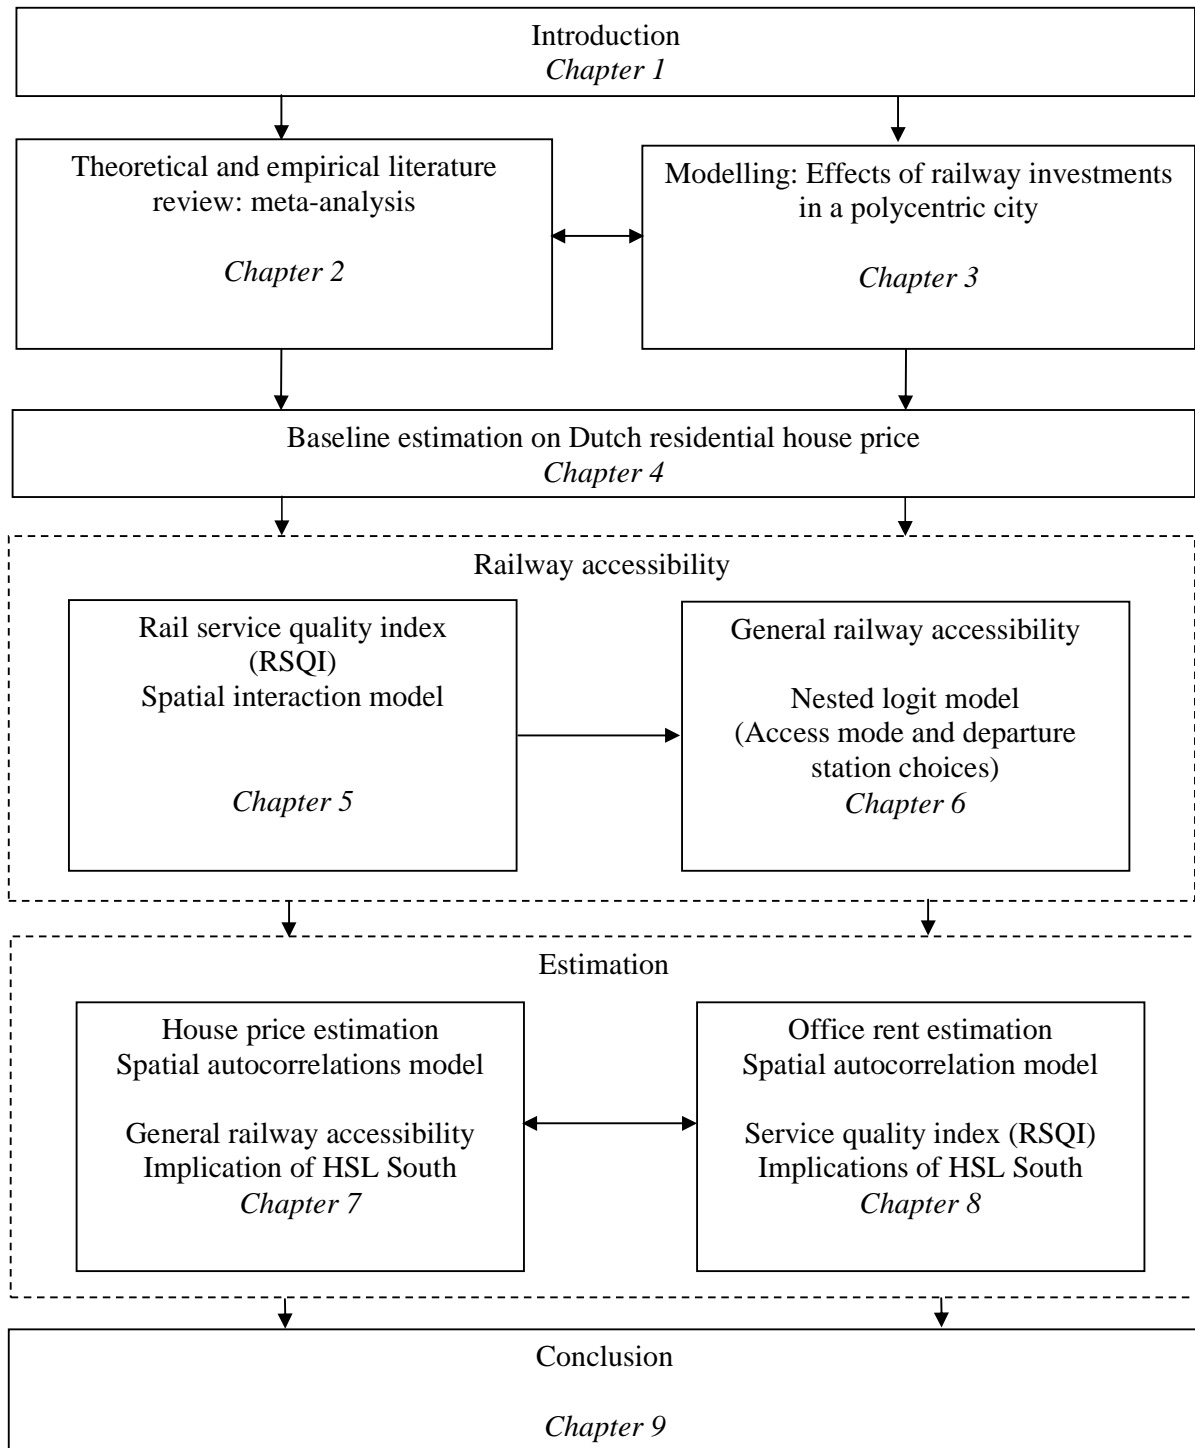 Introduction
Chapter 1
Theoretical and empirical literature
review: meta-analysis
Chapter 2
Modelling: Effects of railway investments
in a polycentric city
Chapter 3
Baseline estimation on Dutch residential house price
Chapter 4
Railway accessibility
Rail service quality index
(RSQI)
Spatial interaction model
Chapter 5
General railway accessibility
Nested logit model
(Access mode and departure
station choices)
Chapter 6
Estimation
House price estimation
Spatial autocorrelations model
General railway accessibility
Implication of HSL South
Chapter 7
Office rent estimation
Spatial autocorrelation model
Service quality index (RSQI)
Implications of HSL South
Chapter 8
Conclusion
Chapter 9